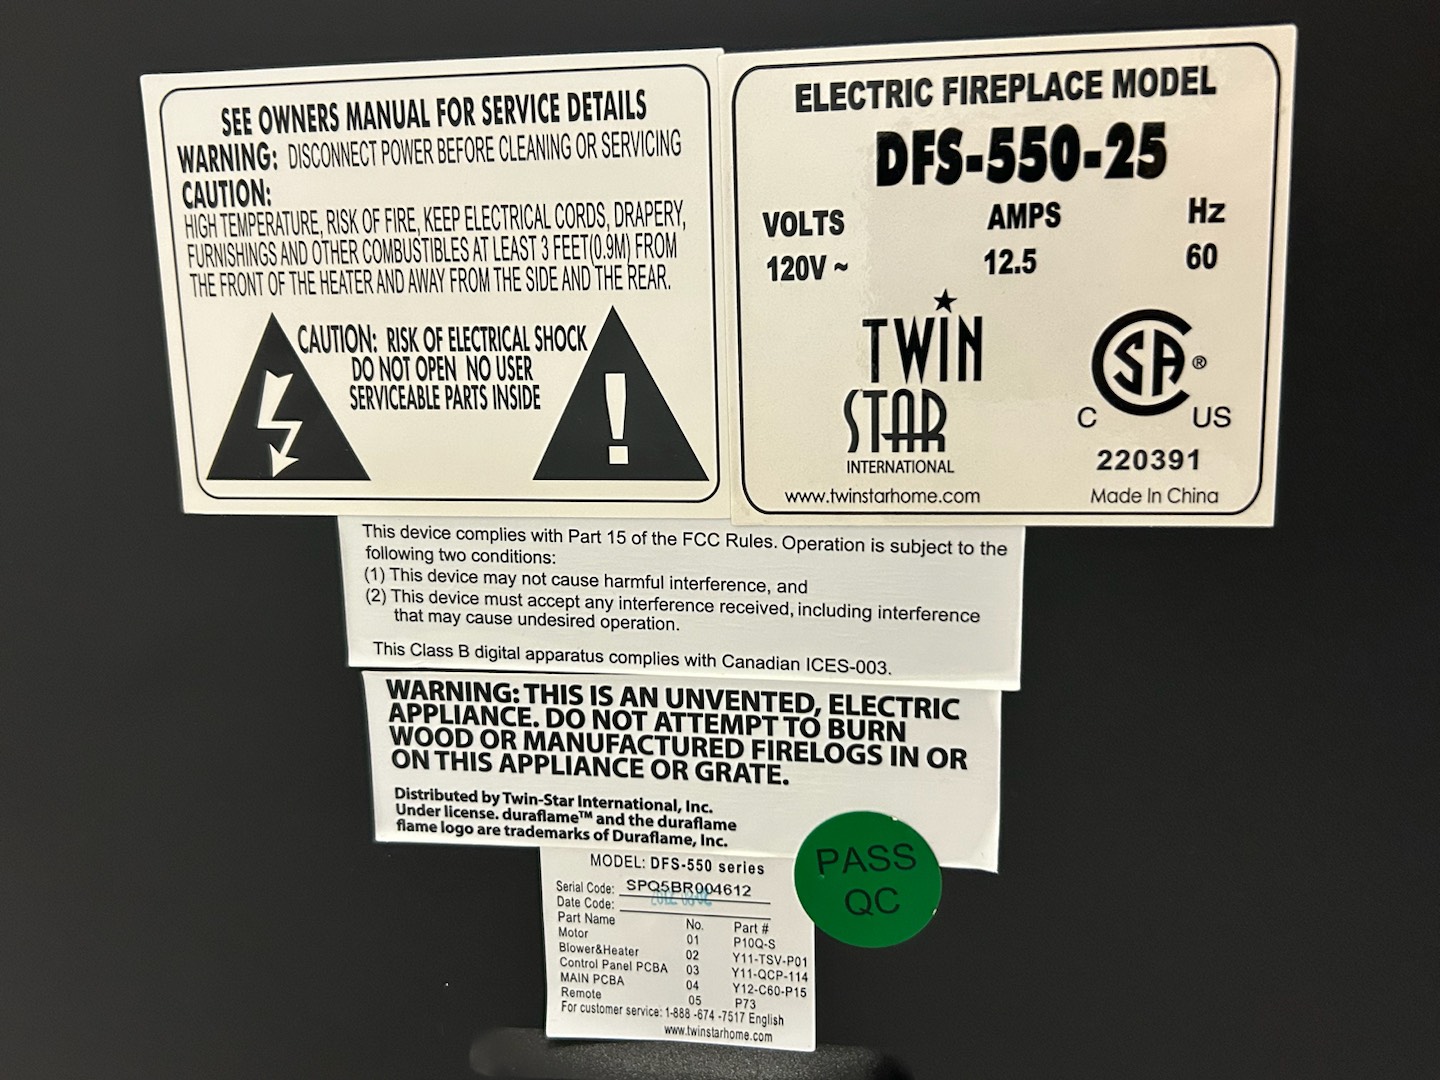 SEE OWNERS MANUAL FOR SERVICE DETAILS
WARNING: DISCONNECT POWER BEFORE CLEANING OR SERVICING
CAUTION:
HIGH TEMPERATURE, RISK OF FIRE, KEEP ELECTRICAL CORDS, DRAPERY,
FURNISHINGS AND OTHER COMBUSTIBLES AT LEAST 3 FEET(0.9M) FROM
THE FRONT OF THE HEATER AND AWAY FROM THE SIDE AND THE REAR.
CAUTION: RISK OF ELECTRICAL SHOCK
DO NOT OPEN NO USER
SERVICEABLE PARTS INSIDE
!
ELECTRIC FIREPLACE MODEL
DFS-550-25
VOLTS AMPS Hz
120V ~ 12.5 60
TWIN
STAR
INTERNATIONAL
www.twinstarhome.com
CSA ®
C US
220391
Made In China
This device complies with Part 15 of the FCC Rules. Operation is subject to the
following two conditions:
(1) This device may not cause harmful interference, and
(2) This device must accept any interference received, including interference
that may cause undesired operation.
This Class B digital apparatus complies with Canadian ICES-003.
WARNING: THIS IS AN UNVENTED, ELECTRIC
APPLIANCE. DO NOT ATTEMPT TO BURN
WOOD OR MANUFACTURED FIRELOGS IN OR
ON THIS APPLIANCE OR GRATE.
Distributed by Twin-Star International, Inc.
Under license. duraflame™ and the duraflame
flame logo are trademarks of Duraflame, Inc.
PASS
QC
MODEL: DFS-550 series
Serial Code: SPQ5BR004612
Date Code:
Part Name No. Part #
Motor 01 P10Q-S
Blower&Heater 02 Y11-TSV-P01
Control Panel PCBA 03 Y11-QCP-114
MAIN PCBA 04 Y12-C60-P15
Remote 05 P73
For customer service: 1-888 -674 -7517 English
www.twinstarhome.com